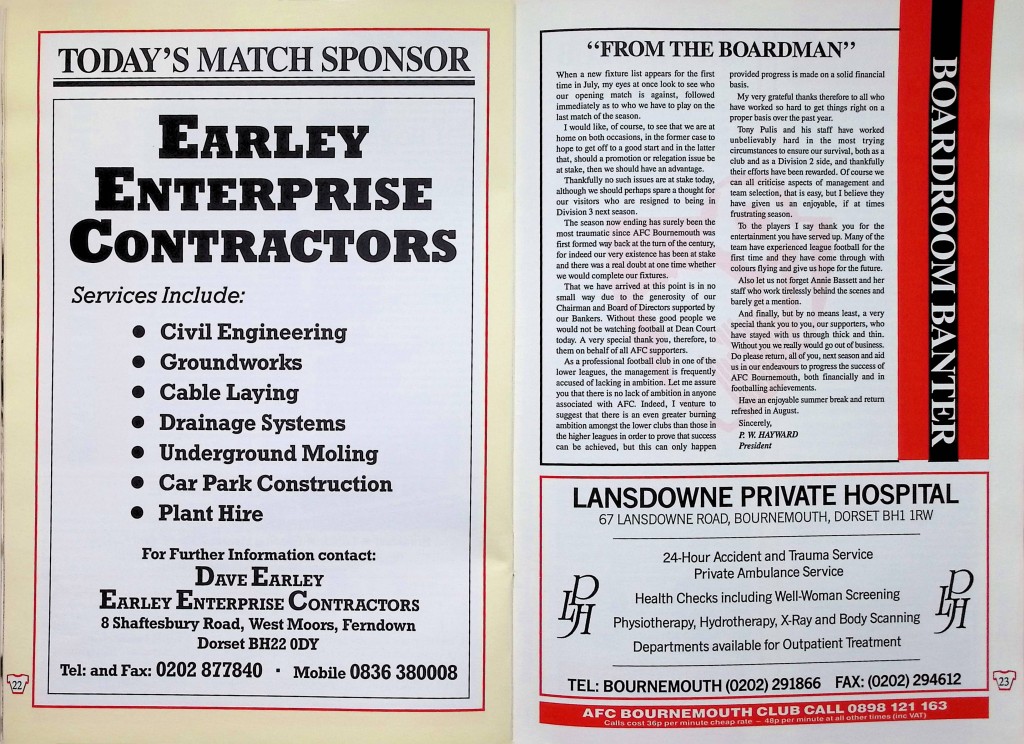 TODAY'S MATCH SPONSOR
EARLEY
ENTERPRISE
CONTRACTORS
Services Include:
● Civil Engineering
● Groundworks
● Cable Laying
● Drainage Systems
● Underground Moling
● Car Park Construction
● Plant Hire
For Further Information contact:
DAVE EARLEY
EARLEY ENTERPRISE CONTRACTORS
8 Shaftesbury Road, West Moors, Ferndown
Dorset BH22 0DY
Tel: and Fax: 0202 877840 · Mobile 0836 380008
22
"FROM THE BOARDMAN"
When a new fixture list appears for the first
time in July, my eyes at once look to see who
our opening match is against, followed
immediately as to who we have to play on the
last match of the season.
I would like, of course, to see that we are at
home on both occasions, in the former case to
hope to get off to a good start and in the latter
that, should a promotion or relegation issue be
at stake, then we should have an advantage.
Thankfully no such issues are at stake today,
although we should perhaps spare a thought for
our visitors who are resigned to being in
Division 3 next season.
The season now ending has surely been the
most traumatic since AFC Bournemouth was
first formed way back at the turn of the century,
for indeed our very existence has been at stake
and there was a real doubt at one time whether
we would complete our fixtures.
That we have arrived at this point is in no
small way due to the generosity of our
Chairman and Board of Directors supported by
our Bankers. Without these good people we
would not be watching football at Dean Court
today. A very special thank you, therefore, to
them on behalf of all AFC supporters.
As a professional football club in one of the
lower leagues, the management is frequently
accused of lacking in ambition. Let me assure
you that there is no lack of ambition in anyone
associated with AFC. Indeed, I venture to
suggest that there is an even greater burning
ambition amongst the lower clubs than those in
the higher leagues in order to prove that success
can be achieved, but this can only happen
provided progress is made on a solid financial
basis.
My very grateful thanks therefore to all who
have worked so hard to get things right on a
proper basis over the past year.
Tony Pulis and his staff have worked
unbelievably hard in the most trying
circumstances to ensure our survival, both as a
club and as a Division 2 side, and thankfully
their efforts have been rewarded. Of course we
can all criticise aspects of management and
team selection, that is easy, but I believe they
have given us an enjoyable, if at times
frustrating season.
To the players I say thank you for the
entertainment you have served up. Many of the
team have experienced league football for the
first time and they have come through with
colours flying and give us hope for the future.
Also let us not forget Annie Bassett and her
staff who work tirelessly behind the scenes and
barely get a mention.
And finally, but by no means least, a very
special thank you to you, our supporters, who
have stayed with us through thick and thin.
Without you we really would go out of business.
Do please return, all of you, next season and aid
us in our endeavours to progress the success of
AFC Bournemouth, both financially and in
footballing achievements.
Have an enjoyable summer break and return
refreshed in August.
Sincerely,
P. W. HAYWARD
President
BOARDROOM BANTER
LANSDOWNE PRIVATE HOSPITAL
67 LANSDOWNE ROAD, BOURNEMOUTH, DORSET BH1 1RW
24-Hour Accident and Trauma Service
Private Ambulance Service
Health Checks including Well-Woman Screening
Physiotherapy, Hydrotherapy, X-Ray and Body Scanning
Departments available for Outpatient Treatment
LPH
LPH
TEL: BOURNEMOUTH (0202) 291866 FAX: (0202) 294612
23
AFC BOURNEMOUTH CLUB CALL 0898 121 163
Calls cost 36p per minute cheap rate – 48p per minute at all other times (inc VAT)